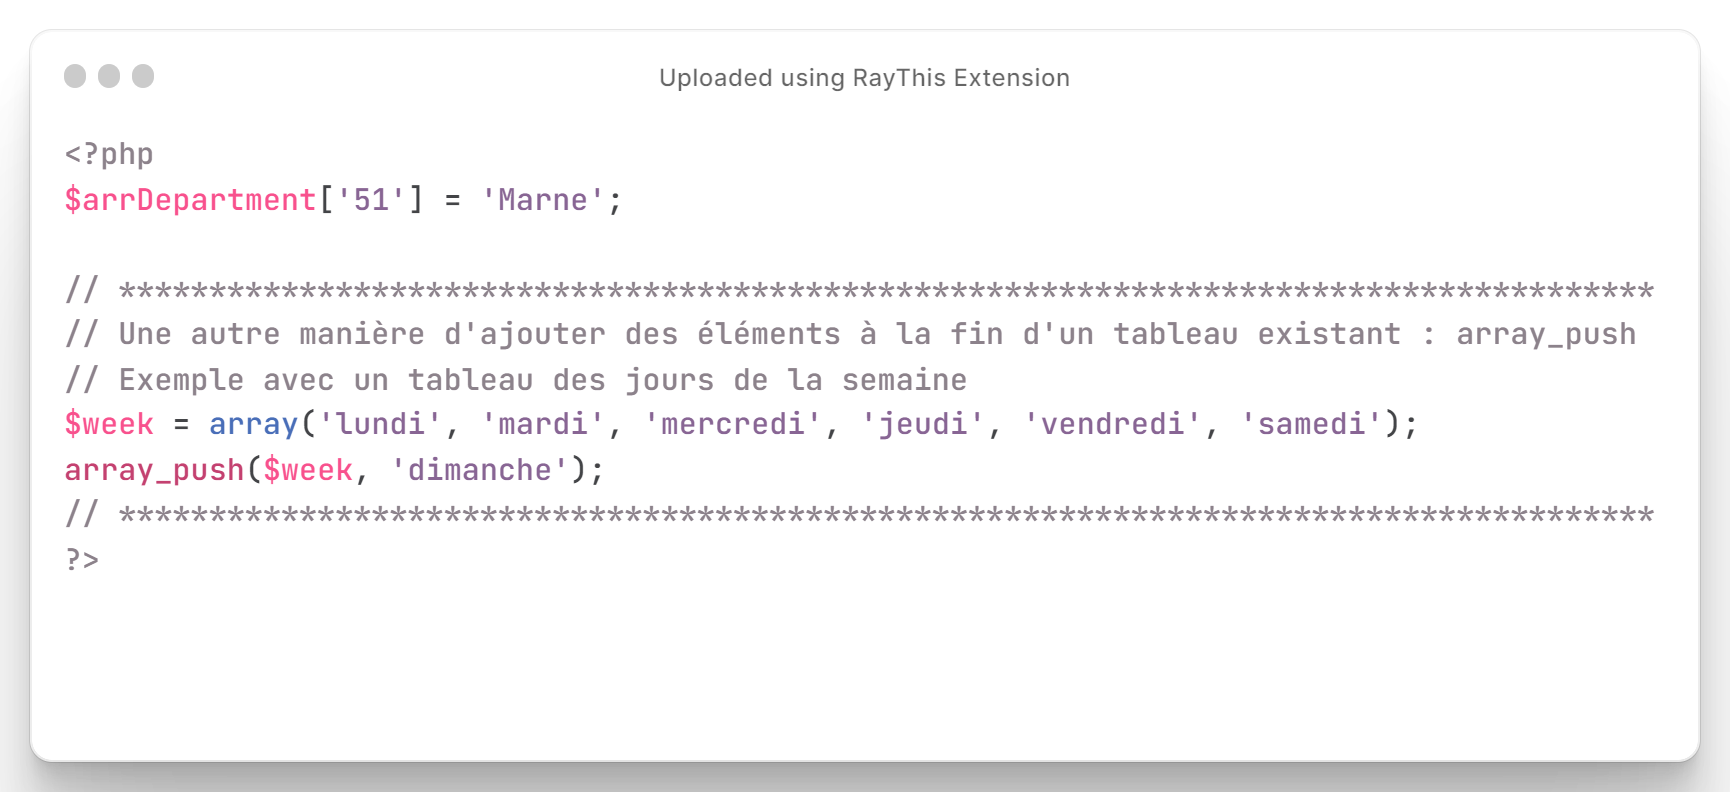 Uploaded using RayThis Extension
<?php
$arrDepartment['51'] = 'Marne';
// *************************************************************************************
// Une autre manière d'ajouter des éléments à la fin d'un tableau existant : array_push
// Exemple avec un tableau des jours de la semaine
$week = array('lundi', 'mardi', 'mercredi', 'jeudi', 'vendredi', 'samedi');
array_push($week, 'dimanche');
// *************************************************************************************
?>